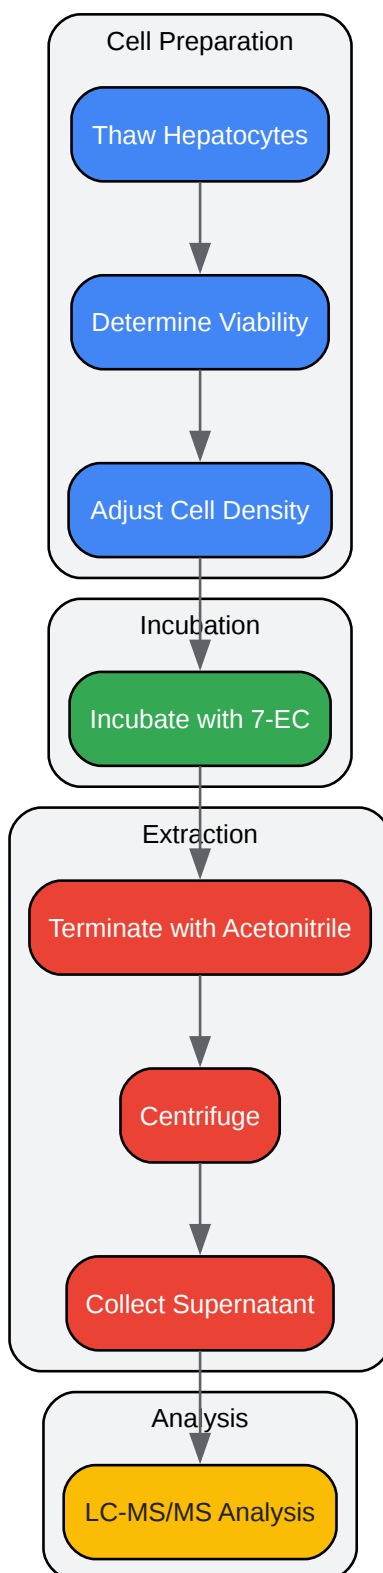 Cell Preparation
Thaw Hepatocytes
Determine Viability
Adjust Cell Density
Incubation
Incubate with 7-EC
Extraction
Terminate with Acetonitrile
Centrifuge
Collect Supernatant
Analysis
LC-MS/MS Analysis